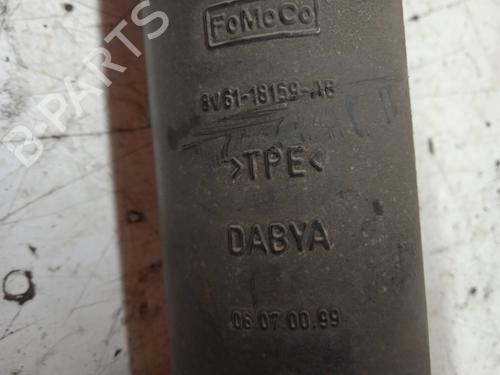 FoMoCo
8V61-18159-AB
>TPE<
DABYA
06.07.00.99
B-PARTS